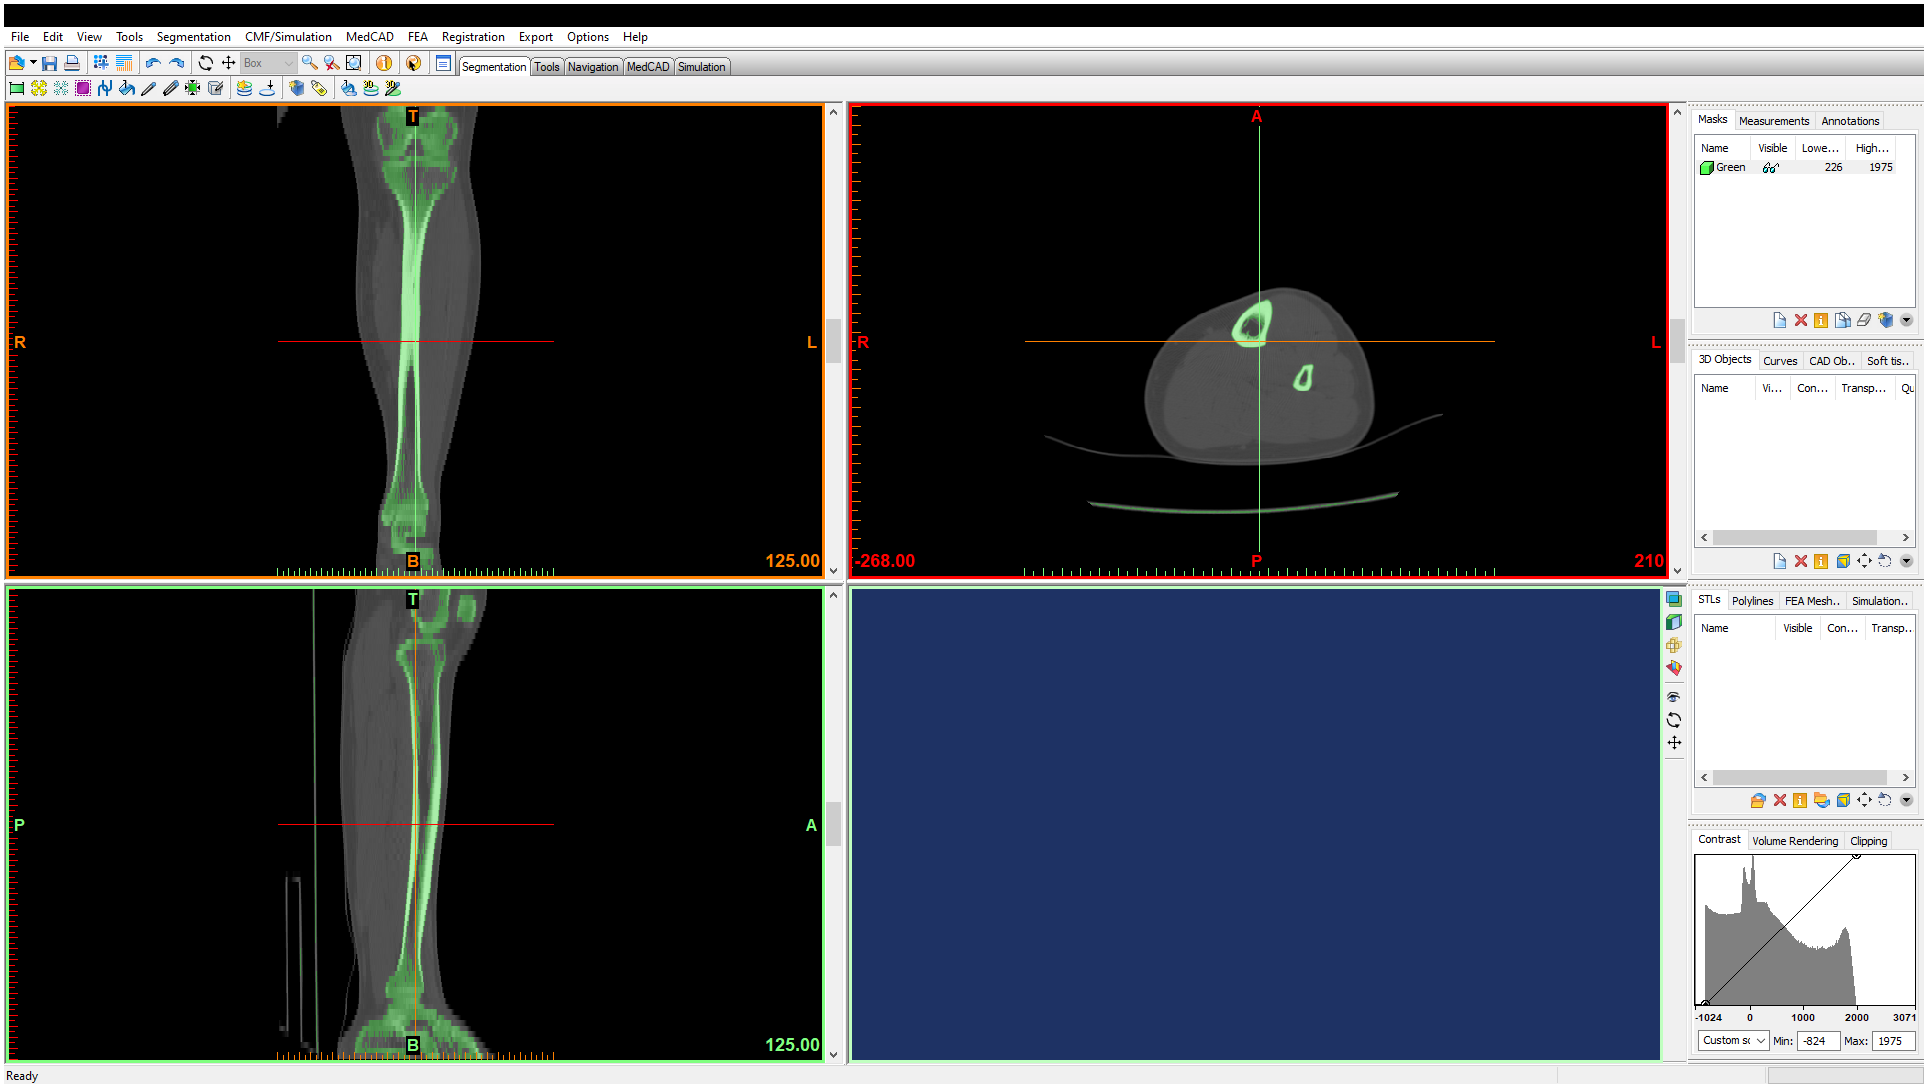 File Edit View Tools Segmentation CMF/Simulation MedCAD FEA Registration Export Options Help
Box Segmentation Tools Navigation MedCAD Simulation
3D 3D
T
R L
B 125.00
A
R L
-268.00 P 210
T
P A
B 125.00
Masks Measurements Annotations
Name Visible Lowe... High...
Green 226 1975
3D Objects Curves CAD Ob.. Soft tis..
Name Vi... Con... Transp... Qu
STLs Polylines FEA Mesh.. Simulation..
Name Visible Con... Transp..
Contrast Volume Rendering Clipping
-1024 0 1000 2000 3071
Custom sc Min: -824 Max: 1975
Ready